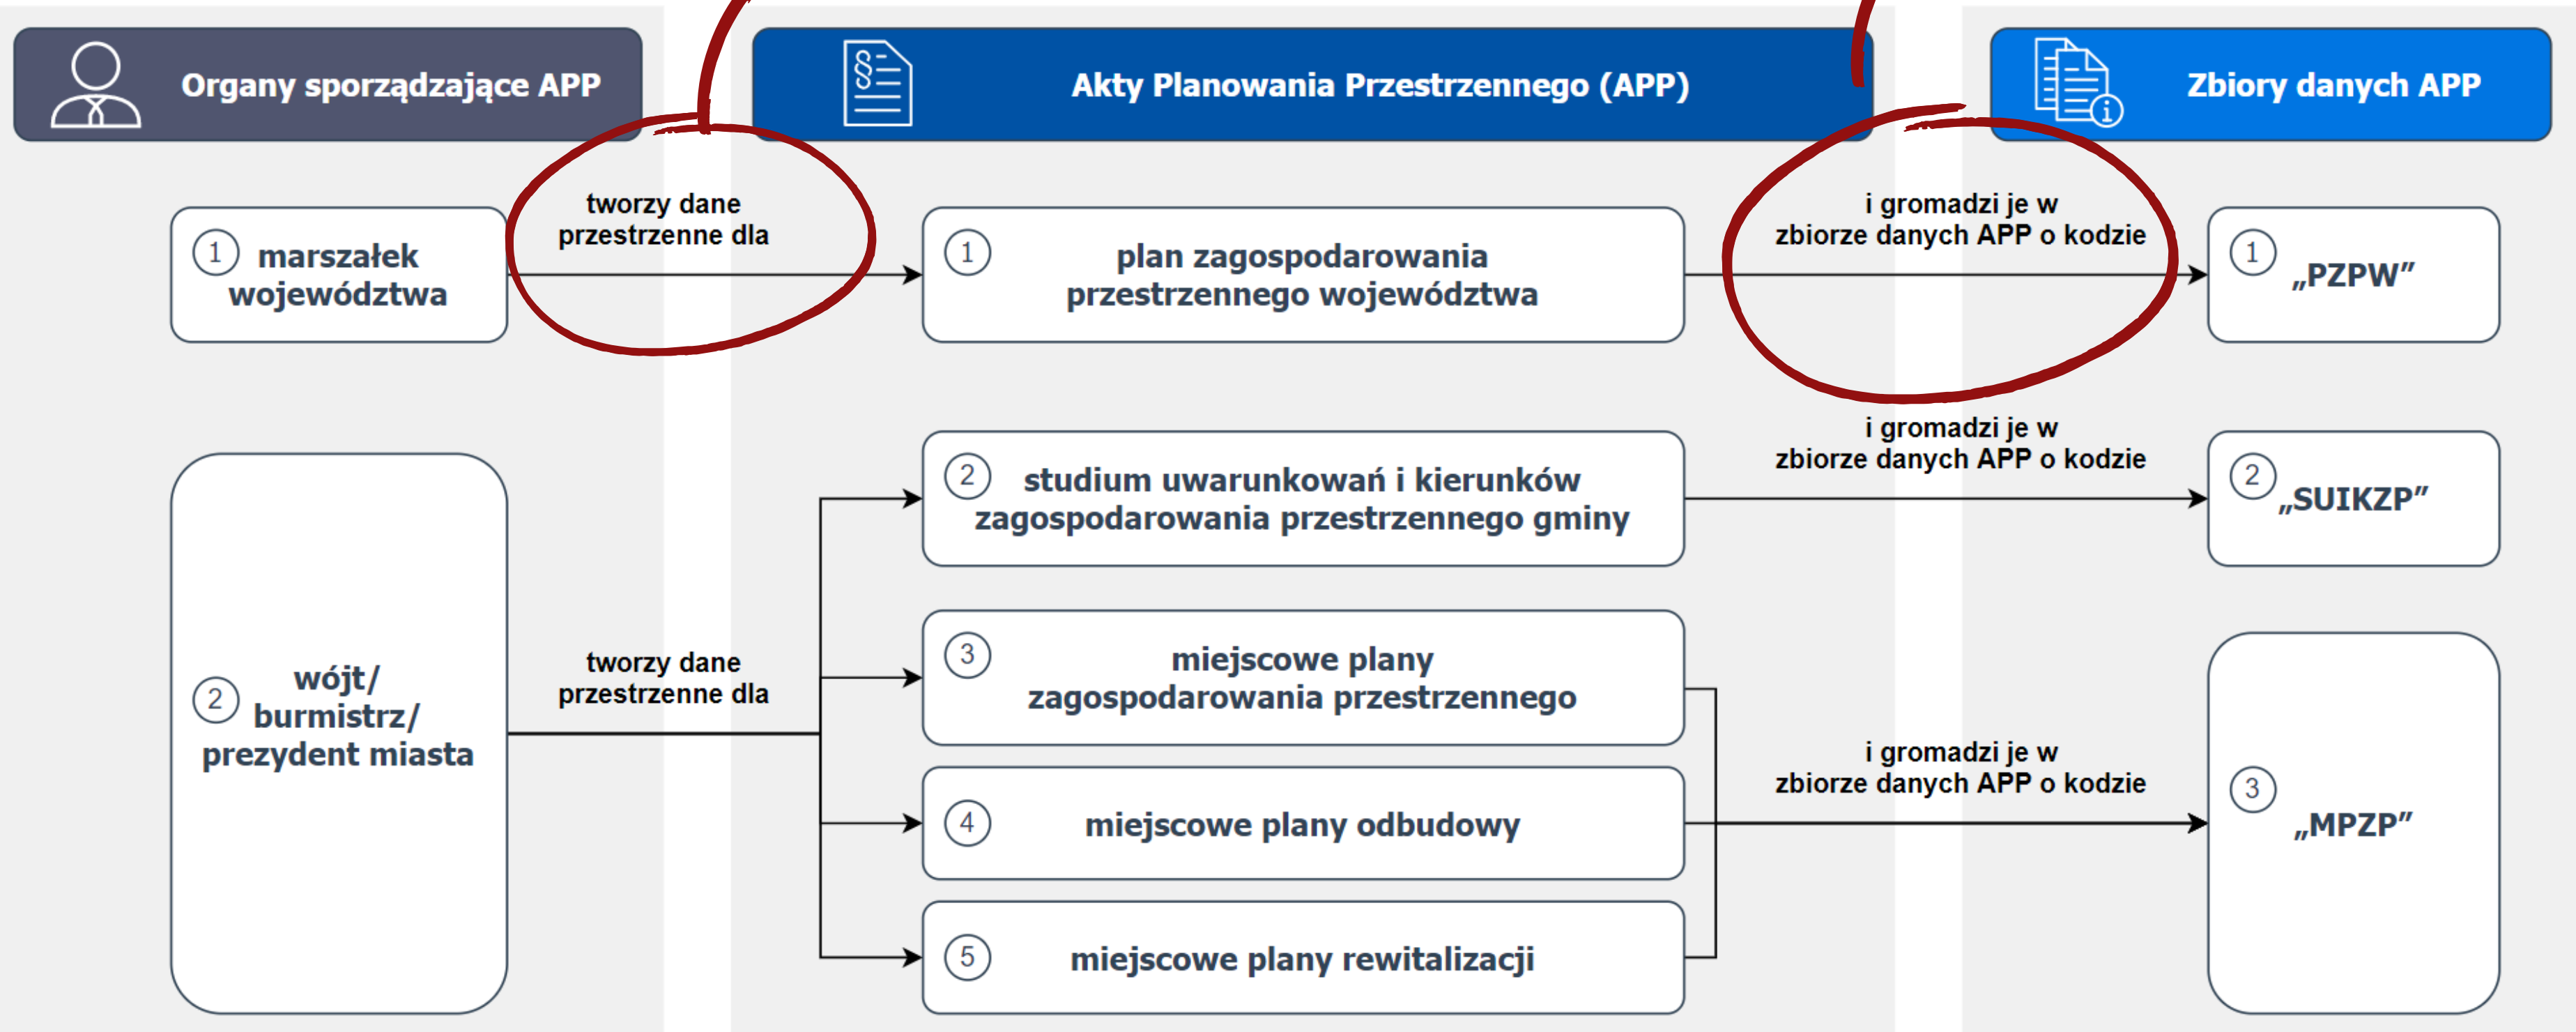 Organy sporządzające APP
Akty Planowania Przestrzennego (APP)
Zbiory danych APP
1
marszałek
województwa
tworzy dane
przestrzenne dla
1
plan zagospodarowania
przestrzennego województwa
i gromadzi je w
zbiorze danych APP o kodzie
1
„PZPW”
2
wójt/
burmistrz/
prezydent miasta
tworzy dane
przestrzenne dla
2
studium uwarunkowań i kierunków
zagospodarowania przestrzennego gminy
i gromadzi je w
zbiorze danych APP o kodzie
2
„SUIKZP”
3
miejscowe plany
zagospodarowania przestrzennego
4
miejscowe plany odbudowy
5
miejscowe plany rewitalizacji
i gromadzi je w
zbiorze danych APP o kodzie
3
„MPZP”